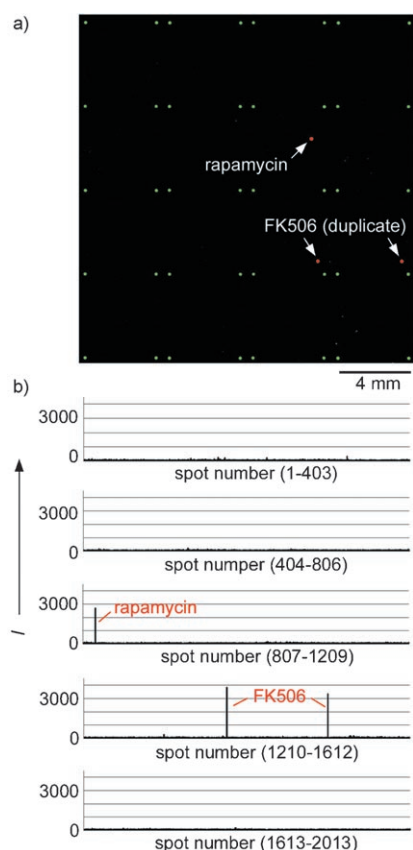 a)
rapamycin
FK506 (duplicate)
4 mm
b)
3000
0
spot number (1-403)
3000
0
spot numper (404-806)
3000
rapamycin
0
spot number (807-1209)
I
3000
FK506
0
spot number (1210-1612)
3000
0
spot number (1613-2013)